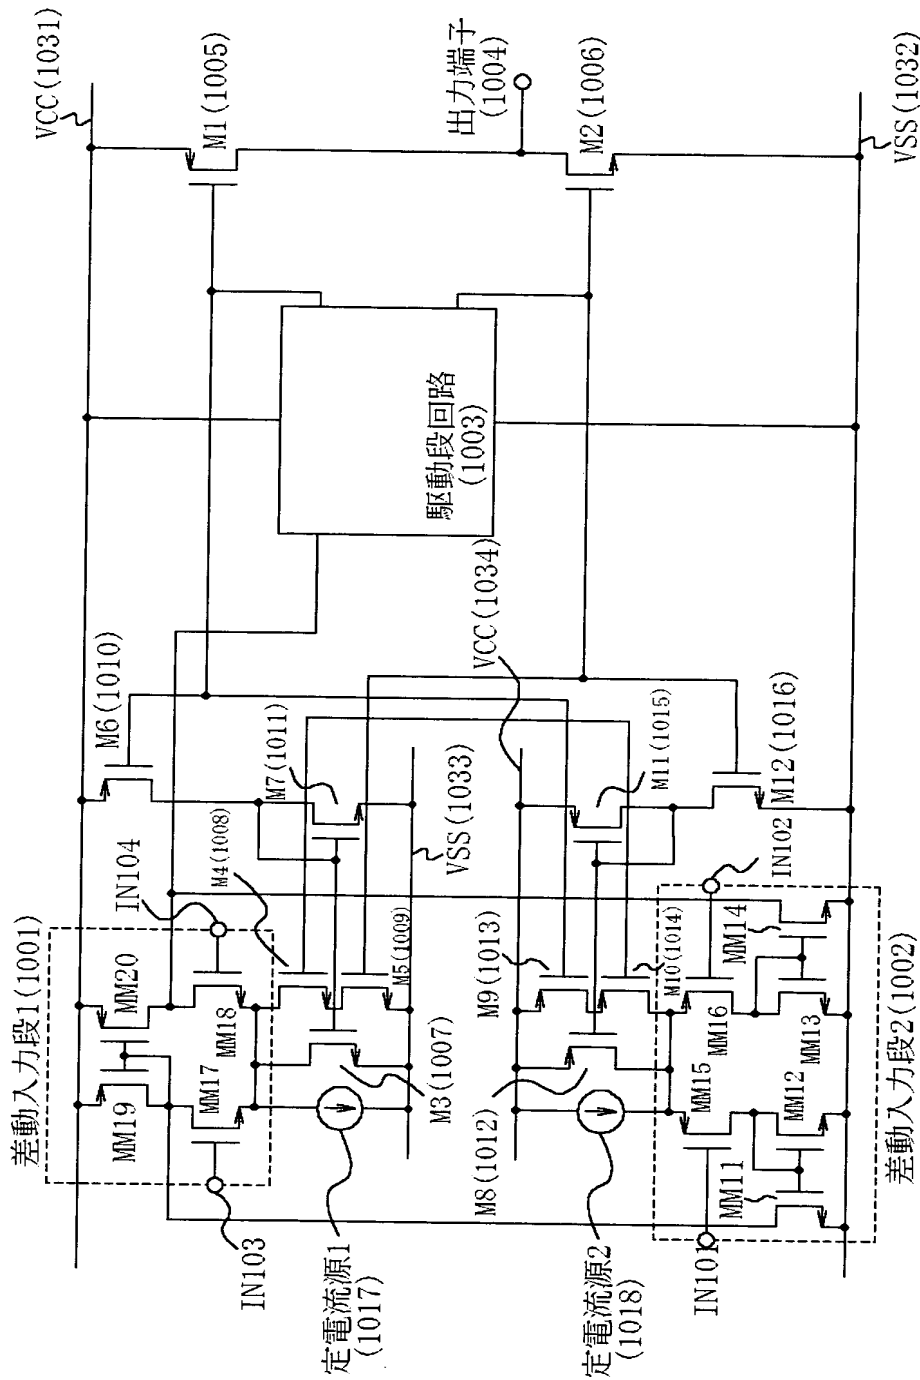 VCC(1031)
M1(1005)
出力端子
(1004)
M2(1006)
VSS(1032)
駆動段回路
(1003)
VCC(1034)
M6(1010)
M7(1011)
VSS(1033)
M11(1015)
M12(1016)
差動入力段1(1001)
IN104
M4(1008)
M5(1009)
MM20
MM19
MM18
MM17
M3(1007)
IN103
定電流源1
(1017)
M9(1013)
M10(1014)
M8(1012)
定電流源2
(1018)
IN102
MM14
MM16
MM13
MM15
MM12
MM11
IN101
差動入力段2(1002)